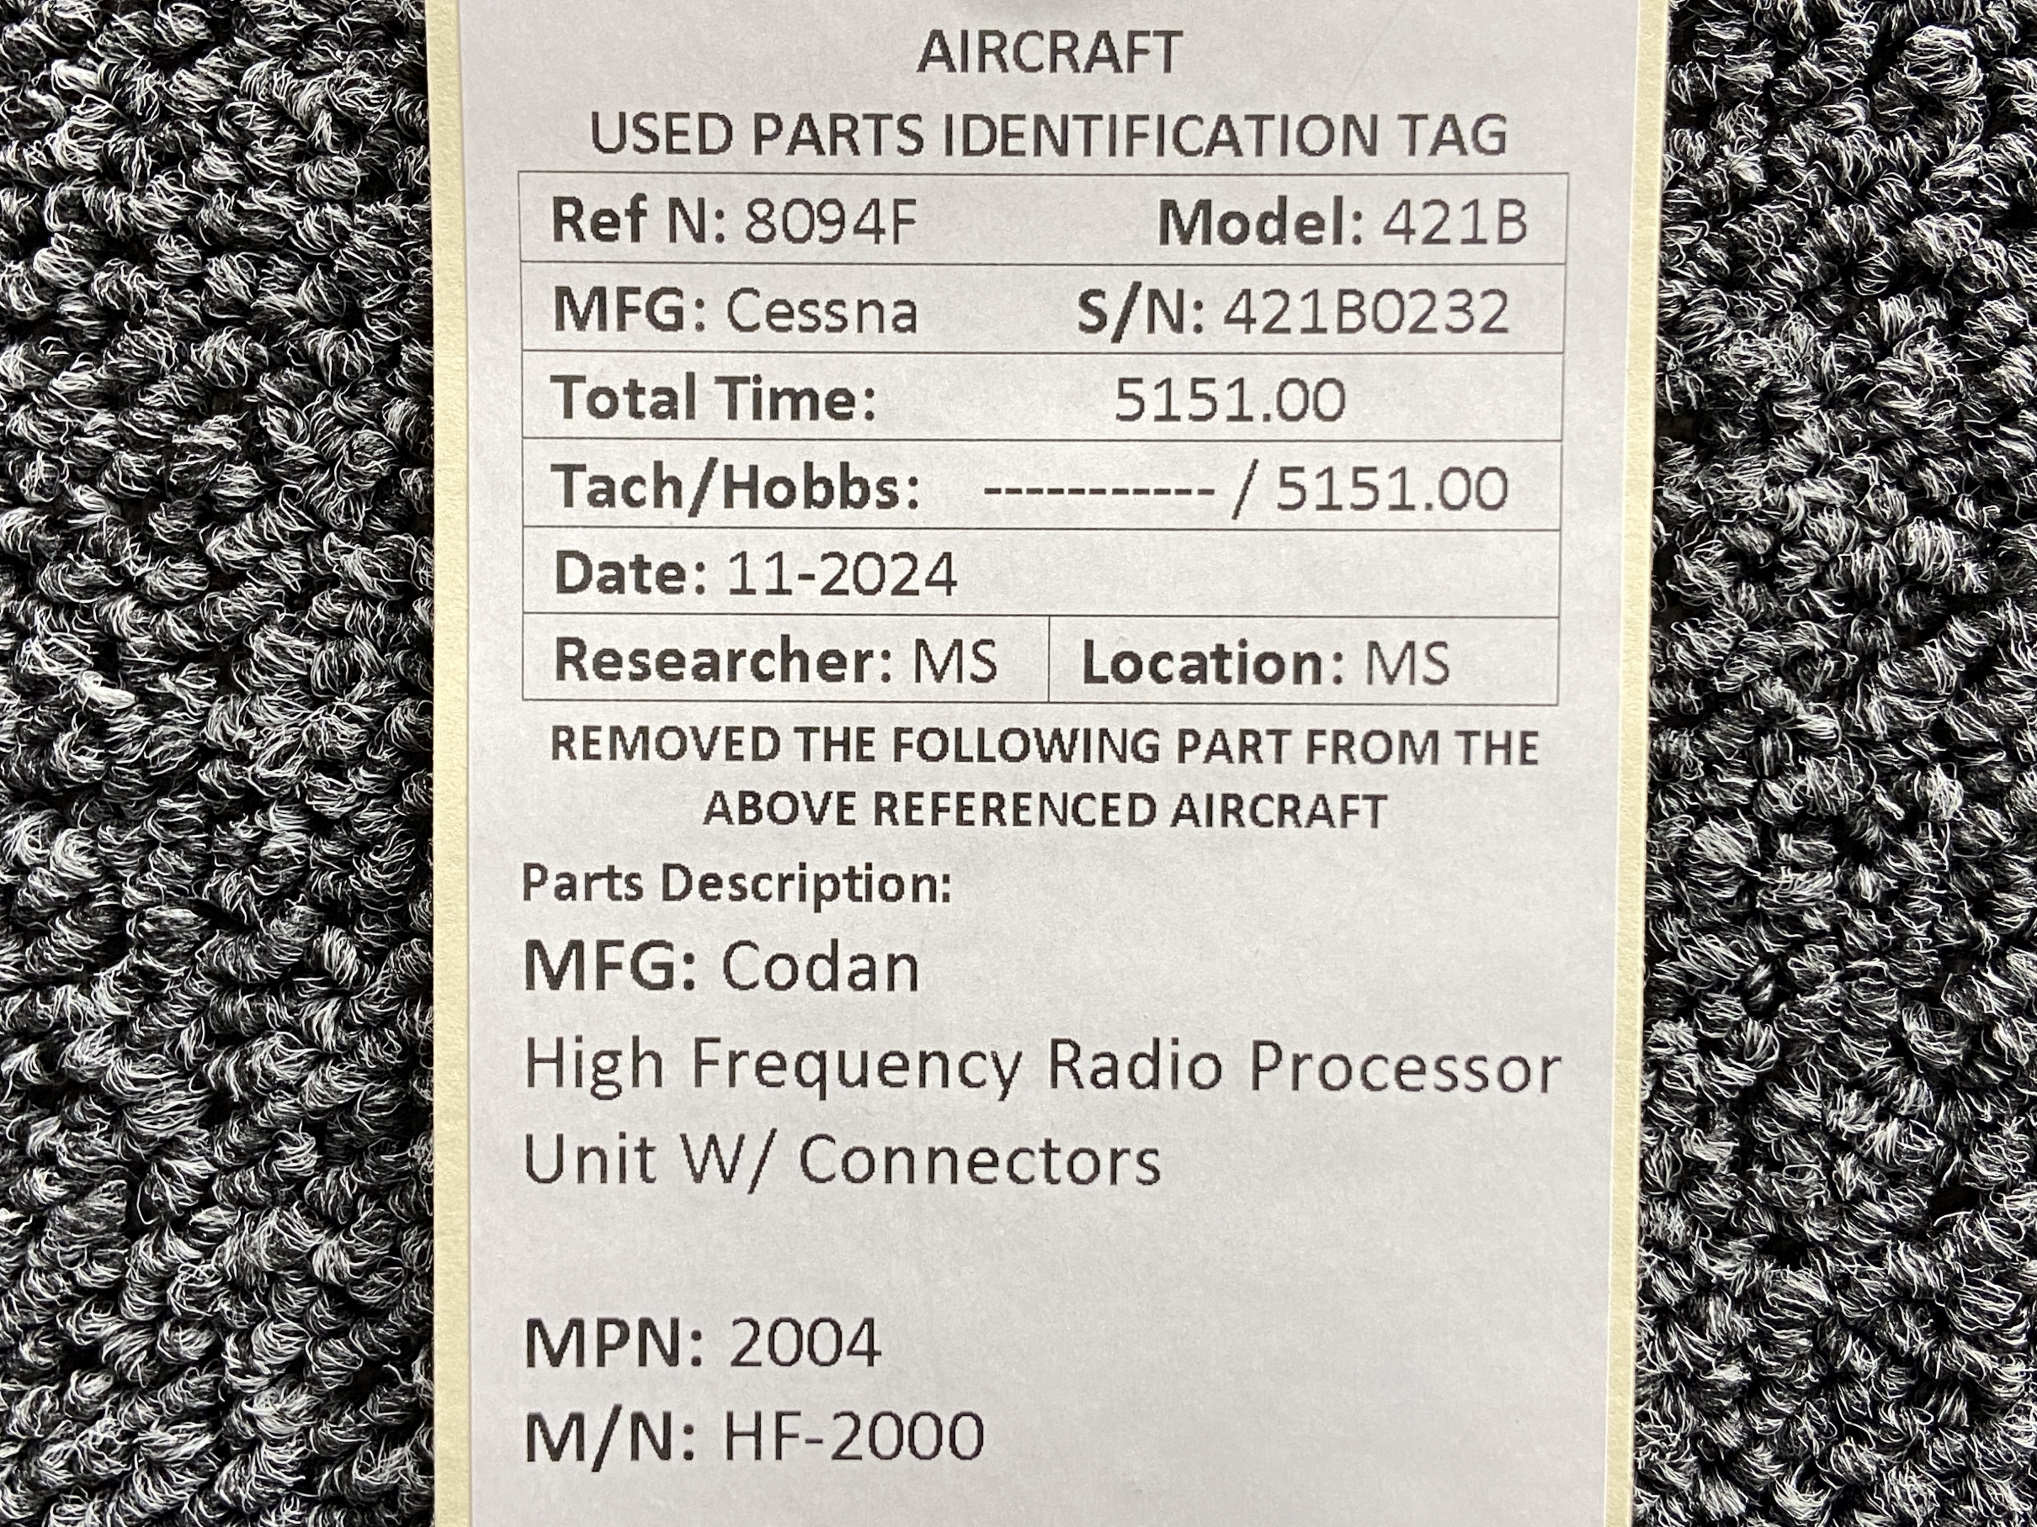 AIRCRAFT
USED PARTS IDENTIFICATION TAG
Ref N: 8094F Model: 421B
MFG: Cessna S/N: 421B0232
Total Time: 5151.00
Tach/Hobbs: ----------- / 5151.00
Date: 11-2024
Researcher: MS Location: MS
REMOVED THE FOLLOWING PART FROM THE
ABOVE REFERENCED AIRCRAFT
Parts Description:
MFG: Codan
High Frequency Radio Processor
Unit W/ Connectors
MPN: 2004
M/N: HF-2000